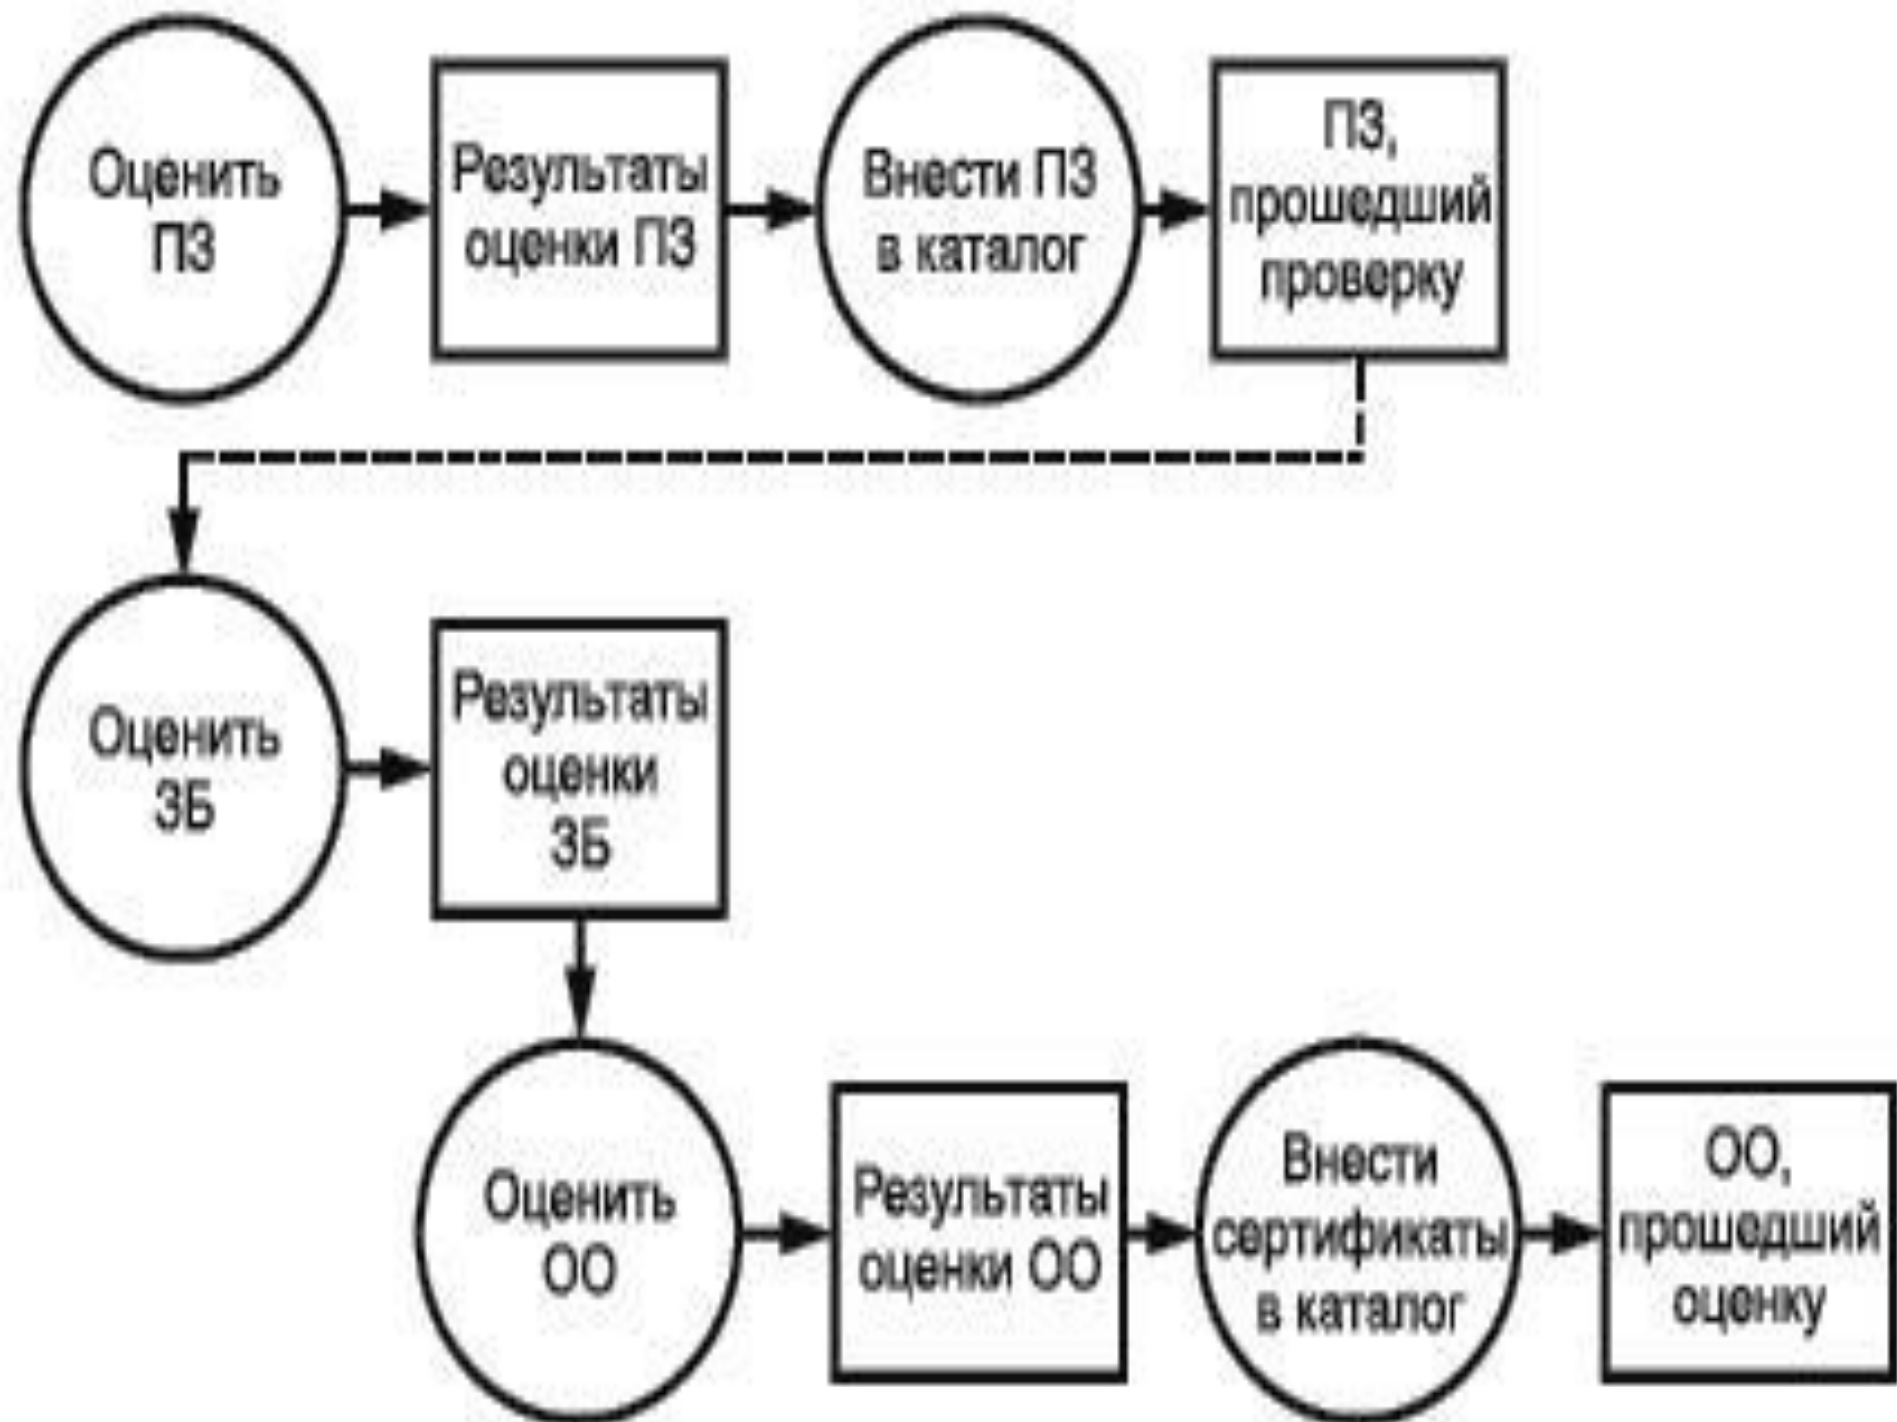 Оценить
ПЗ
Результаты
оценки ПЗ
Внести ПЗ
в каталог
ПЗ,
прошедший
проверку
Оценить
ЗБ
Результаты
оценки
ЗБ
Оценить
ОО
Результаты
оценки ОО
Внести
сертификаты
в каталог
ОО,
прошедший
оценку